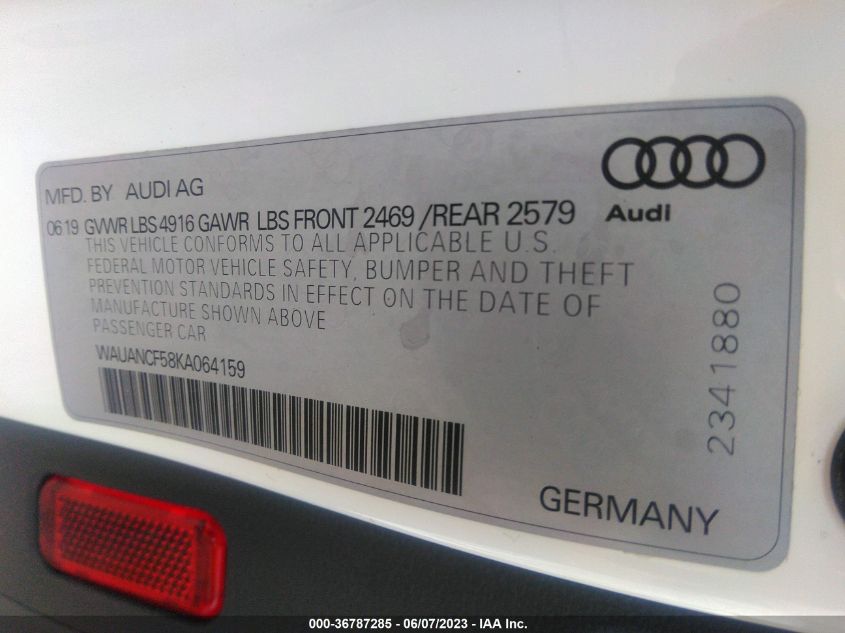 MFD. BY AUDI AG
Audi
0619 GVWR LBS 4916 GAWR LBS FRONT 2469 /REAR 2579
THIS VEHICLE CONFORMS TO ALL APPLICABLE U.S.
FEDERAL MOTOR VEHICLE SAFETY, BUMPER AND THEFT
PREVENTION STANDARDS IN EFFECT ON THE DATE OF
MANUFACTURE SHOWN ABOVE
PASSENGER CAR
WAUANCF58KA064159
2341880
GERMANY
000-36787285 - 06/07/2023 - IAA Inc.